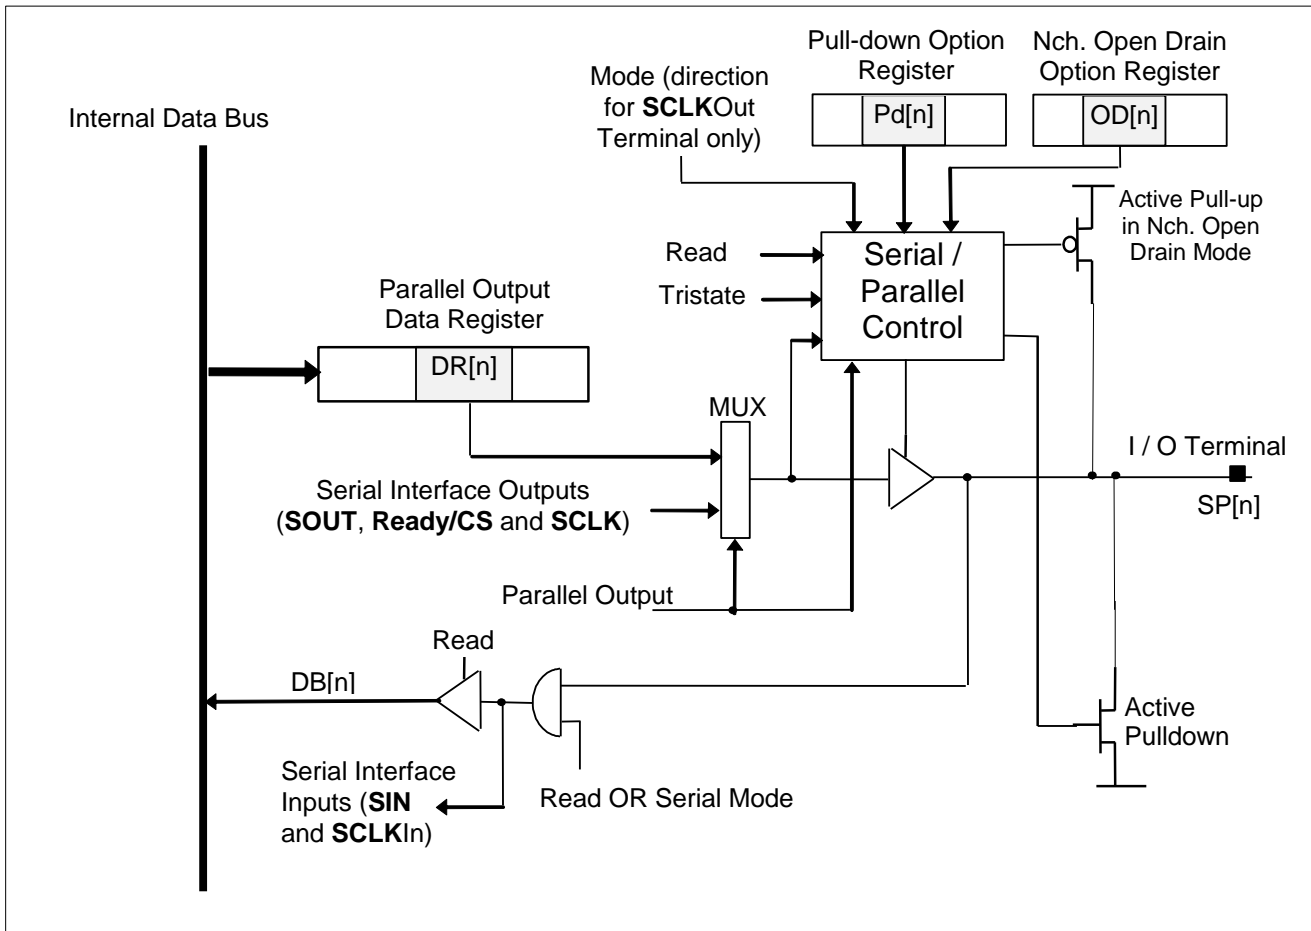 Pull-down Option
Register
Nch. Open Drain
Option Register
Mode (direction
for SCLKOut
Terminal only)
Internal Data Bus
Pd[n]
OD[n]
Active Pull-up
in Nch. Open
Drain Mode
Read
Tristate
Serial /
Parallel
Control
Parallel Output
Data Register
DR[n]
MUX
I / O Terminal
SP[n]
Serial Interface Outputs
(SOUT, Ready/CS and SCLK)
Parallel Output
Read
DB[n]
Active
Pulldown
Serial Interface
Inputs (SIN
and SCLKIn)
Read OR Serial Mode